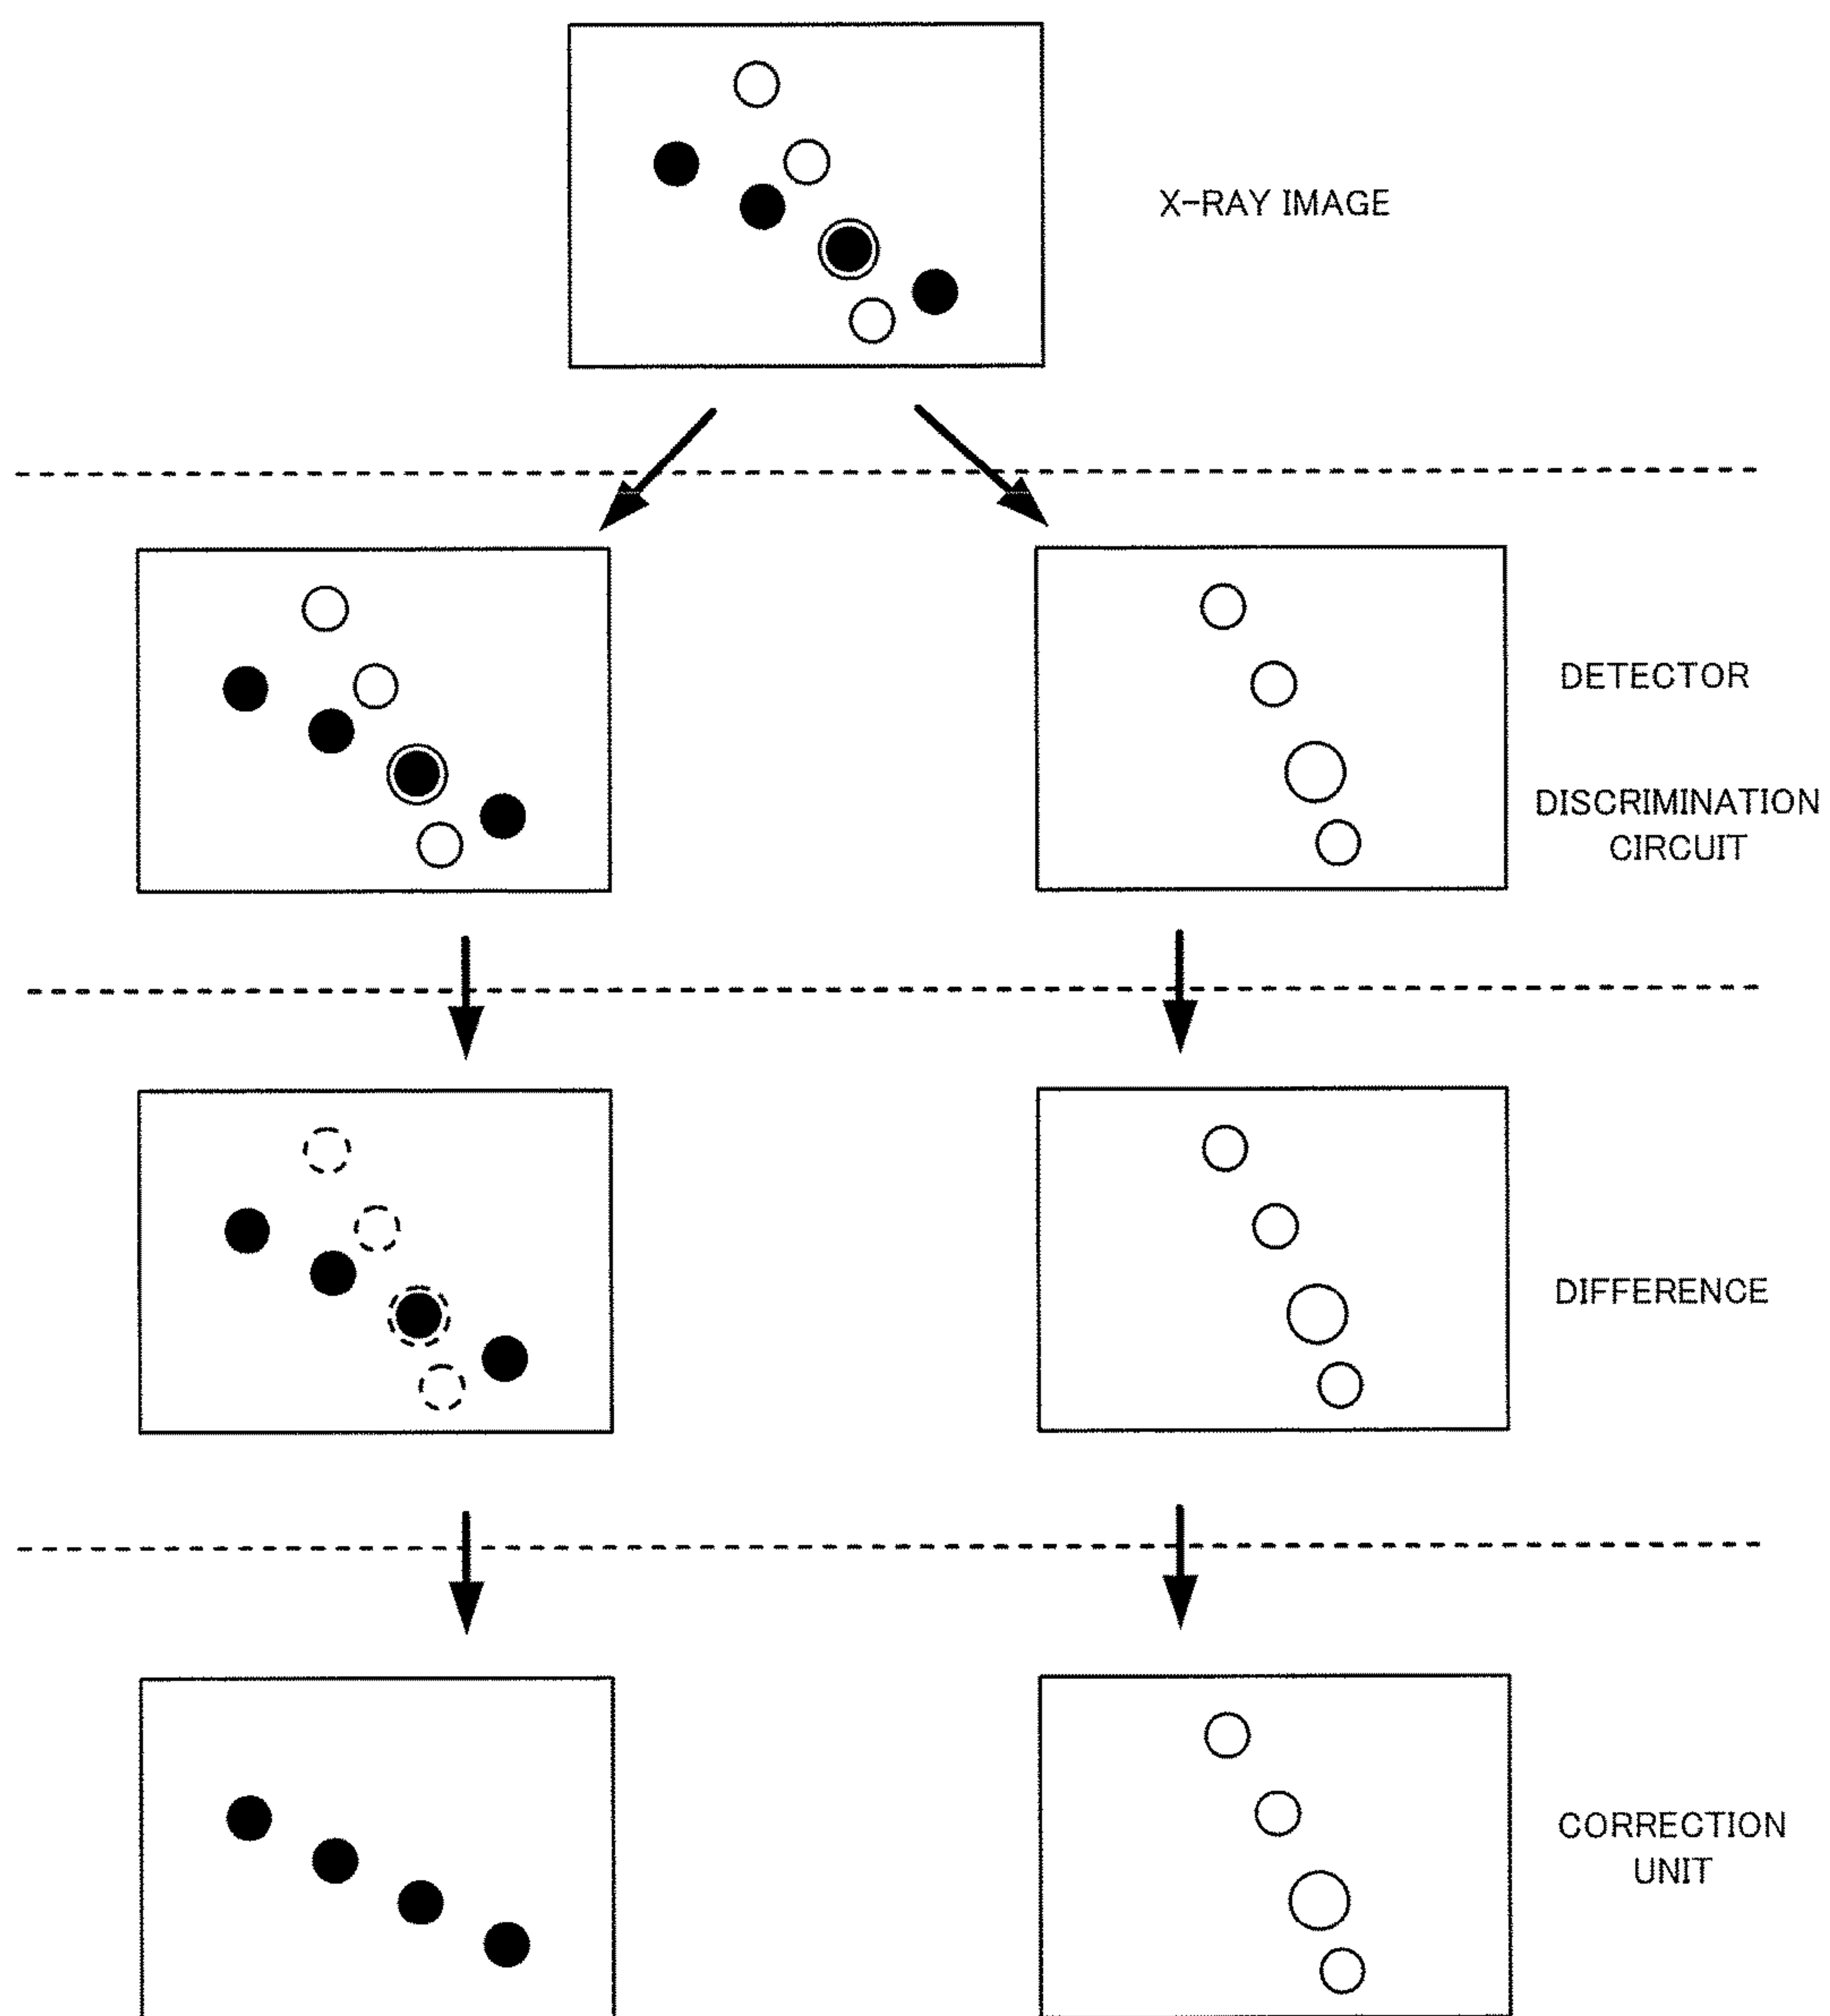 X-RAY IMAGE
DETECTOR
DISCRIMINATION
CIRCUIT
DIFFERENCE
CORRECTION
UNIT